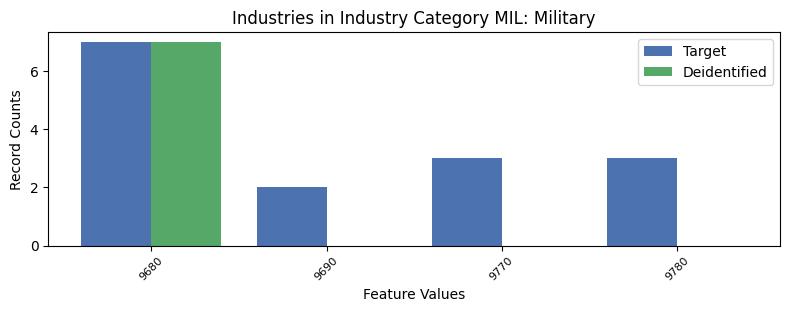 Industries in Industry Category MIL: Military
Target
Deidentified
Record Counts
6
4
2
0
9680
9690
9770
9780
Feature Values